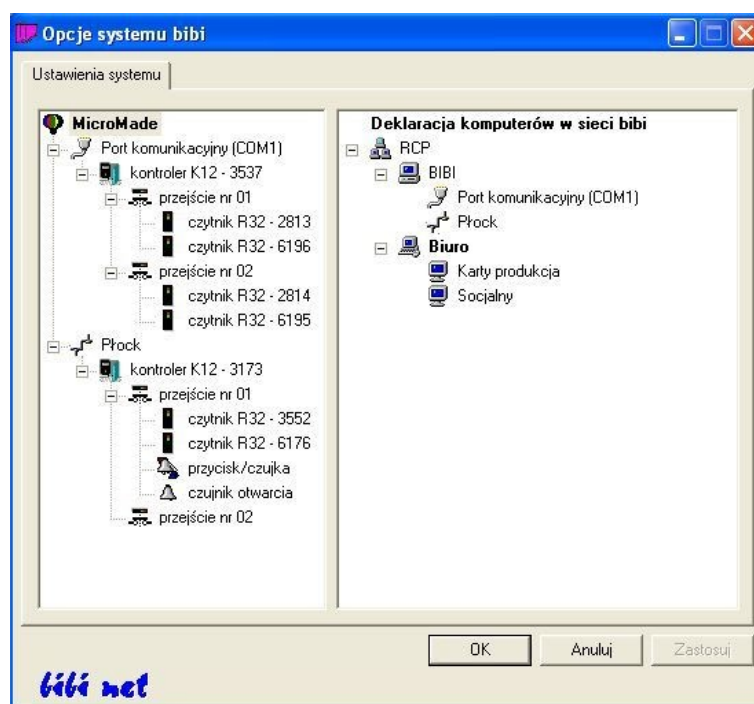 Opcje systemu bibi
Ustawienia systemu
MicroMade
Port komunikacyjny (COM1)
kontroler K12 - 3537
przejście nr 01
czytnik R32 - 2813
czytnik R32 - 6196
przejście nr 02
czytnik R32 - 2814
czytnik R32 - 6195
Płock
kontroler K12 - 3173
przejście nr 01
czytnik R32 - 3552
czytnik R32 - 6176
przycisk/czujka
czujnik otwarcia
przejście nr 02
Deklaracja komputerów w sieci bibi
RCP
BIBI
Port komunikacyjny (COM1)
Płock
Biuro
Karty produkcja
Socjalny
OK
Anuluj
Zastosuj
bibi net